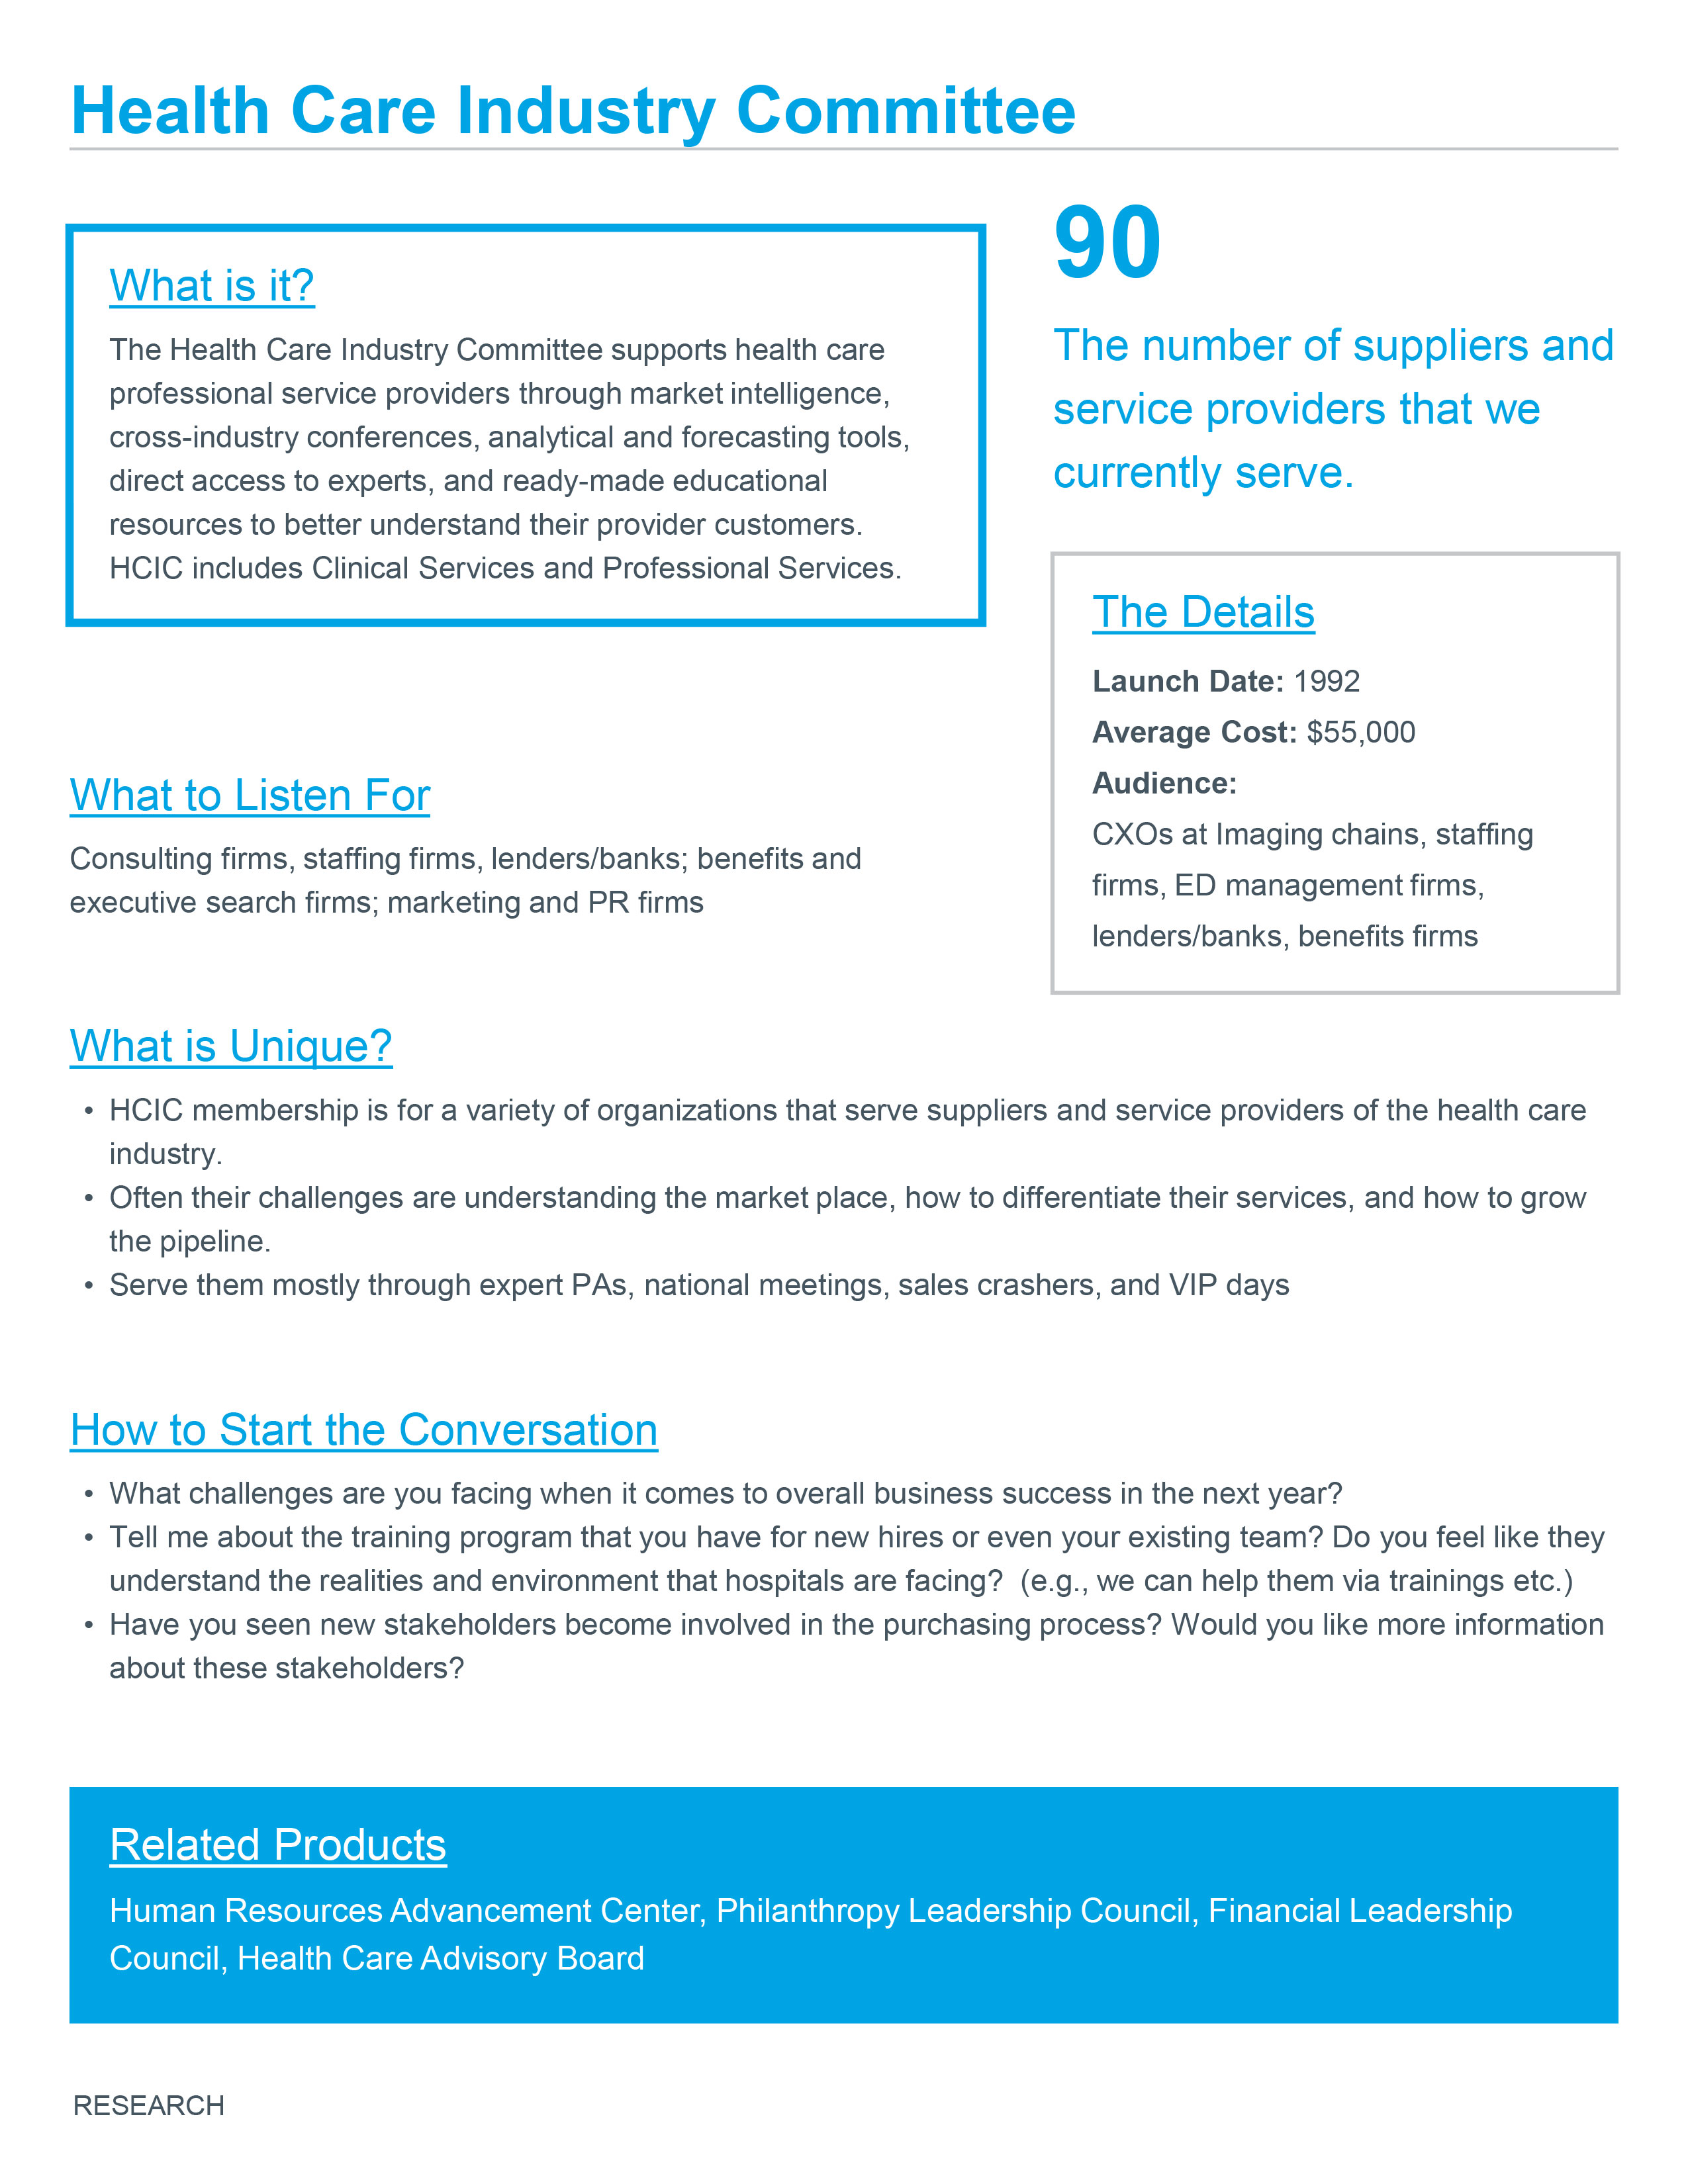 Health Care Industry Committee
What is it?
The Health Care Industry Committee supports health care
professional service providers through market intelligence,
cross-industry conferences, analytical and forecasting tools,
direct access to experts, and ready-made educational
resources to better understand their provider customers.
HCIC includes Clinical Services and Professional Services.
90
The number of suppliers and
service providers that we
currently serve.
The Details
Launch Date: 1992
Average Cost: $55,000
Audience:
CXOs at Imaging chains, staffing
firms, ED management firms,
lenders/banks, benefits firms
What to Listen For
Consulting firms, staffing firms, lenders/banks; benefits and
executive search firms; marketing and PR firms
What is Unique?
• HCIC membership is for a variety of organizations that serve suppliers and service providers of the health care
industry.
• Often their challenges are understanding the market place, how to differentiate their services, and how to grow
the pipeline.
• Serve them mostly through expert PAs, national meetings, sales crashers, and VIP days
How to Start the Conversation
• What challenges are you facing when it comes to overall business success in the next year?
• Tell me about the training program that you have for new hires or even your existing team? Do you feel like they
understand the realities and environment that hospitals are facing?  (e.g., we can help them via trainings etc.)
• Have you seen new stakeholders become involved in the purchasing process? Would you like more information
about these stakeholders?
Related Products
Human Resources Advancement Center, Philanthropy Leadership Council, Financial Leadership
Council, Health Care Advisory Board
RESEARCH